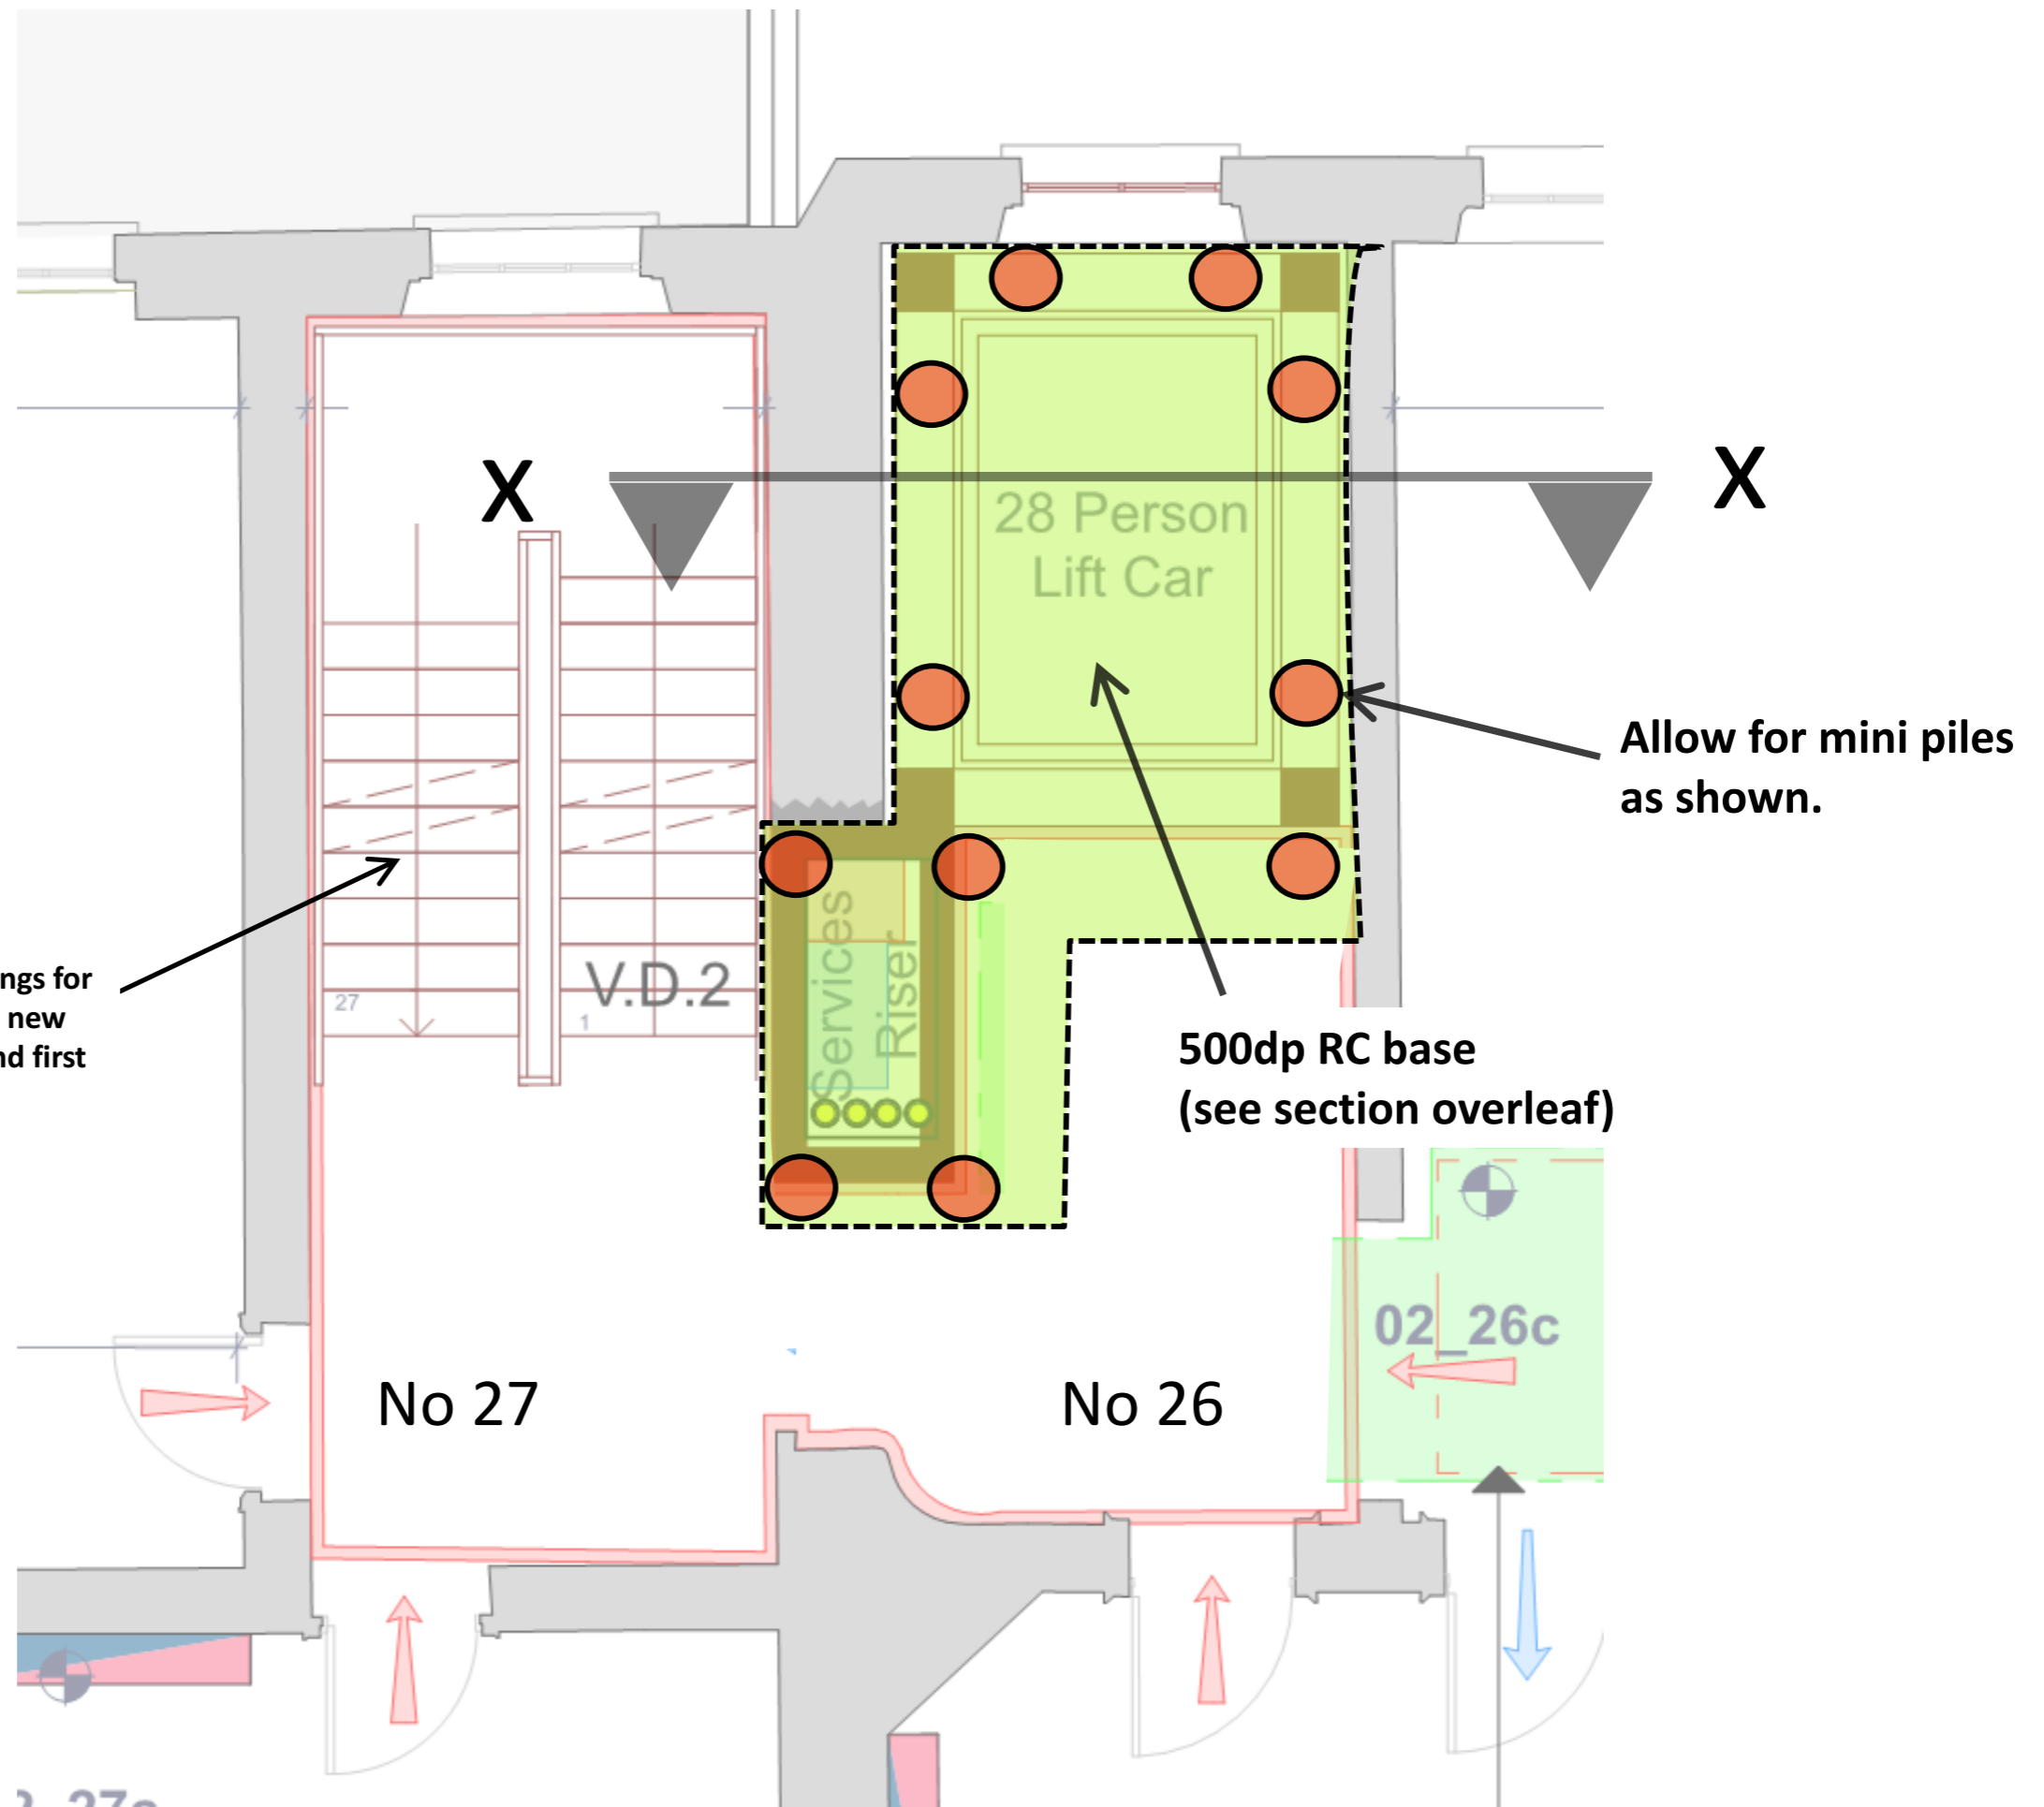 X
X
28 Person
Lift Car
Allow for mini piles
as shown.
ngs for
new
nd first
27
1
V.D.2
Services
Riser
500dp RC base
(see section overleaf)
02_26c
No 27
No 26